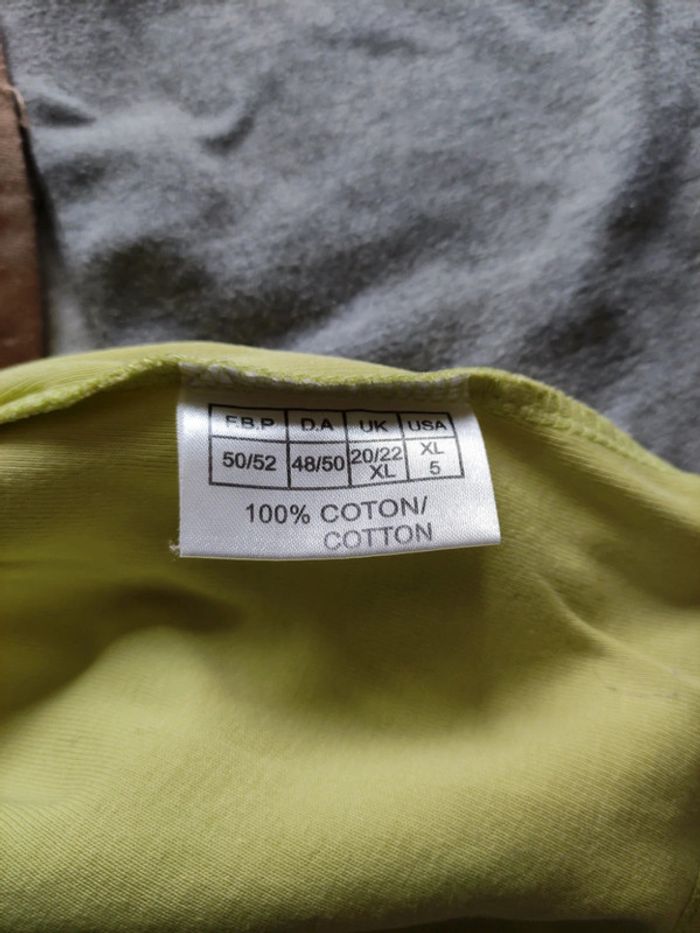 F.B.P D.A UK USA
50/52 48/50 20/22 XL
XL 5
100% COTON/
COTTON